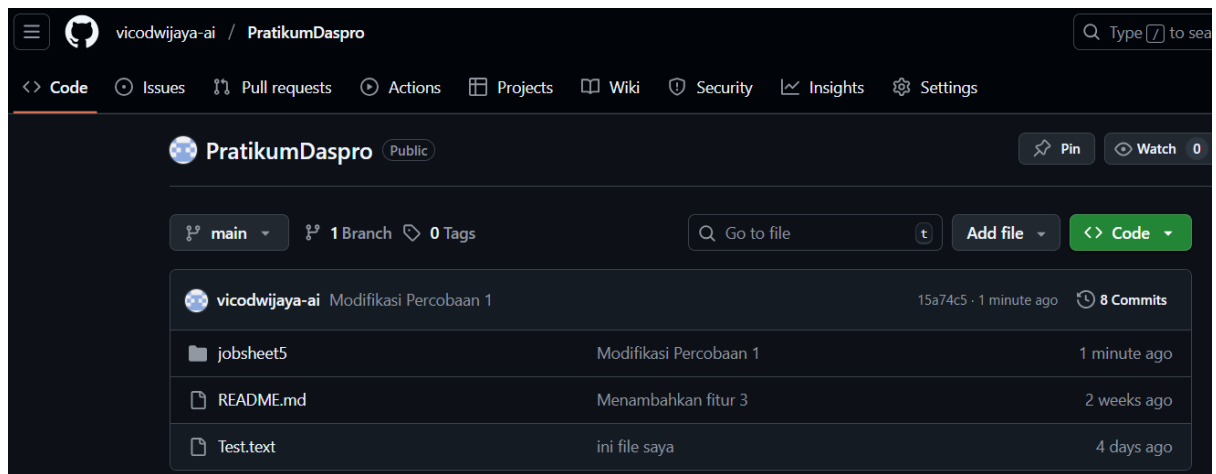 vicodwijaya-ai / PratikumDaspro Type / to sea
Code Issues Pull requests Actions Projects Wiki Security Insights Settings
PratikumDaspro Public Pin Watch 0
main 1 Branch 0 Tags Go to file t Add file Code
vicodwijaya-ai Modifikasi Percobaan 1 15a74c5 · 1 minute ago 8 Commits
jobsheet5 Modifikasi Percobaan 1 1 minute ago
README.md Menambahkan fitur 3 2 weeks ago
Test.text ini file saya 4 days ago